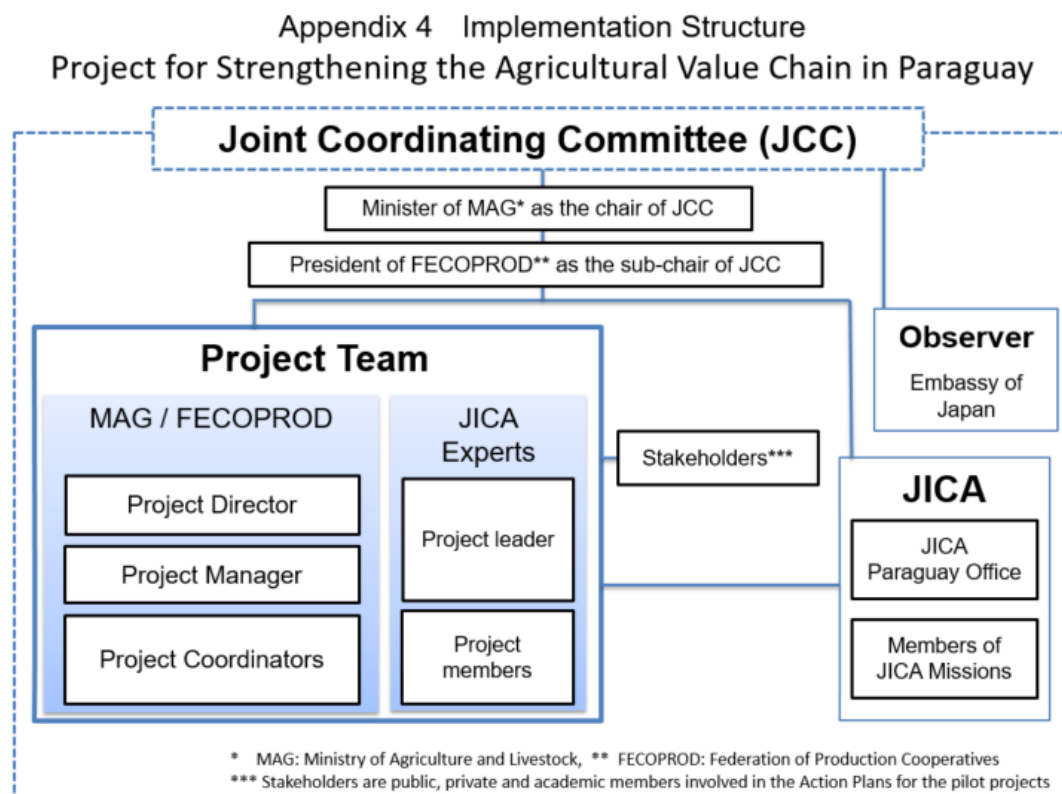 Appendix 4 Implementation Structure
Project for Strengthening the Agricultural Value Chain in Paraguay
Joint Coordinating Committee (JCC)
Minister of MAG* as the chair of JCC
President of FECOPROD** as the sub-chair of JCC
Observer
Embassy of
Japan
Project Team
MAG / FECOPROD
Project Director
Project Manager
Project Coordinators
JICA
Experts
Project leader
Project
members
Stakeholders***
JICA
JICA
Paraguay Office
Members of
JICA Missions
* MAG: Ministry of Agriculture and Livestock, ** FECOPROD: Federation of Production Cooperatives
*** Stakeholders are public, private and academic members involved in the Action Plans for the pilot projects